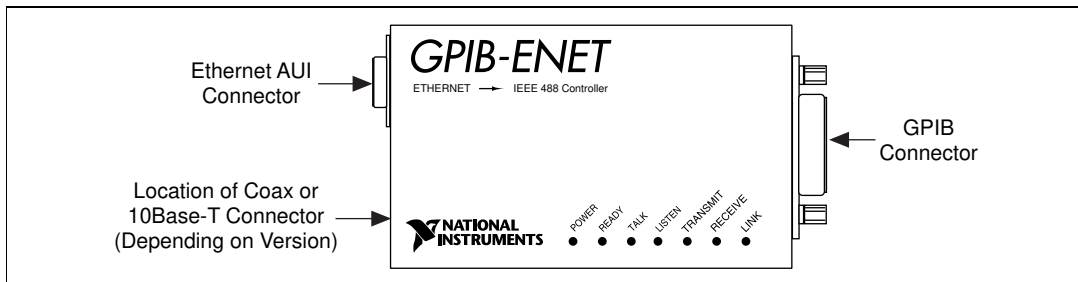 GPIB-ENET
ETHERNET → IEEE 488 Controller
Ethernet AUI
Connector
GPIB
Connector
Location of Coax or
10Base-T Connector
(Depending on Version)
NATIONAL
INSTRUMENTS
POWER
READY
TALK
LISTEN
TRANSMIT
RECEIVE
LINK